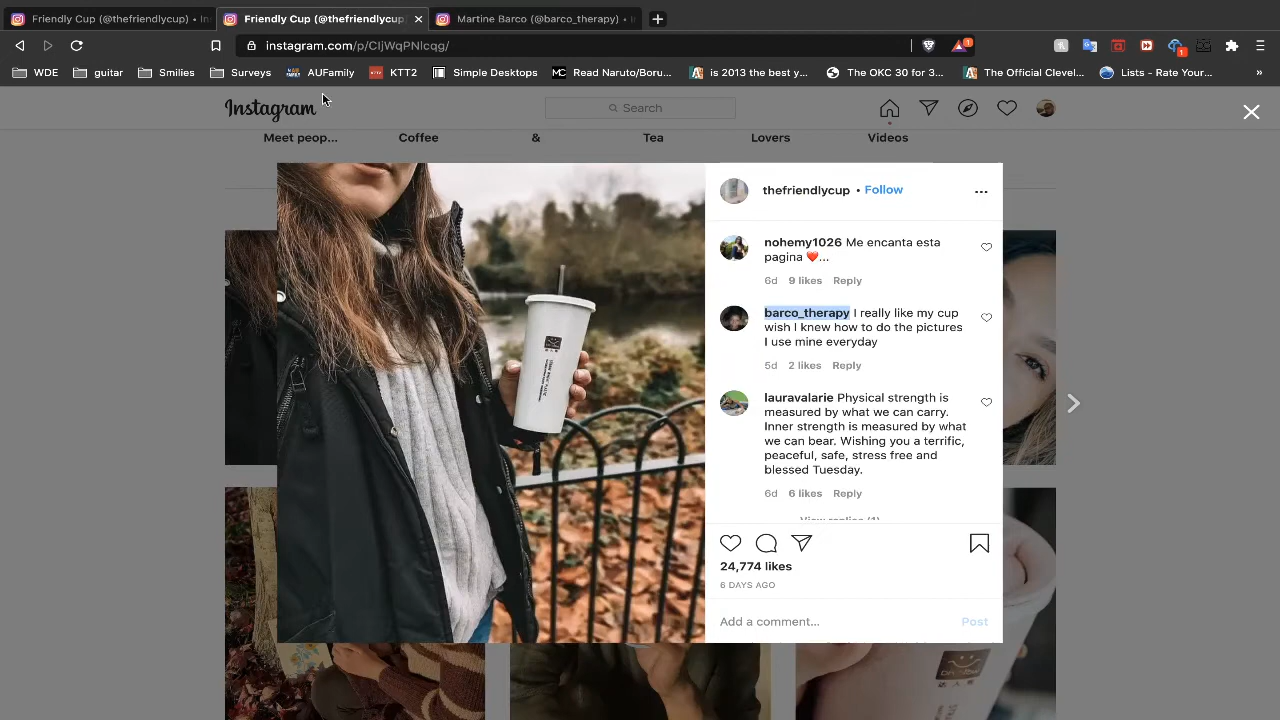 Friendly Cup (@thefriendlycup) • In
Friendly Cup (@thefriendlycup
Martine Barco (@barco_therapy) •
instagram.com/p/CIjWqPNlcqg/
1
1
WDE
guitar
Smilies
Surveys
AUFamily
KTT2
Simple Desktops
Read Naruto/Boru...
is 2013 the best y...
The OKC 30 for 3...
The Official Clevel...
Lists - Rate Your...
»
Instagram
Search
Meet peop...
Coffee
&
Tea
Lovers
Videos
thefriendlycup • Follow
nohemy1026 Me encanta esta
pagina ❤️...
6d 9 likes Reply
barco_therapy I really like my cup
wish I knew how to do the pictures
I use mine everyday
5d 2 likes Reply
lauravalarie Physical strength is
measured by what we can carry.
Inner strength is measured by what
we can bear. Wishing you a terrific,
peaceful, safe, stress free and
blessed Tuesday.
6d 6 likes Reply
View replies (1)
24,774 likes
6 DAYS AGO
Add a comment...
Post